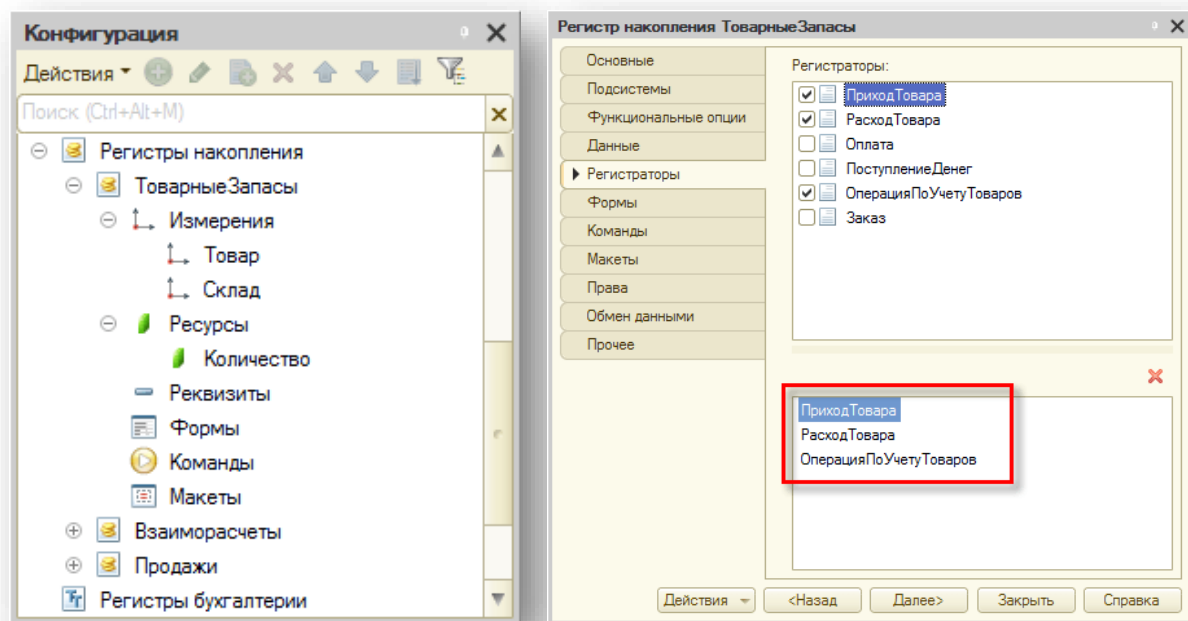 Конфигурация
Действия
Поиск (Ctrl+Alt+M)
Регистры накопления
ТоварныеЗапасы
Измерения
Товар
Склад
Ресурсы
Количество
Реквизиты
Формы
Команды
Макеты
Взаиморасчеты
Продажи
Регистры бухгалтерии
Регистр накопления ТоварныеЗапасы
Основные
Подсистемы
Функциональные опции
Данные
Регистраторы
Формы
Команды
Макеты
Права
Обмен данными
Прочее
Регистраторы:
ПриходТовара
РасходТовара
Оплата
ПоступлениеДенег
ОперацияПоУчетуТоваров
Заказ
ПриходТовара
РасходТовара
ОперацияПоУчетуТоваров
Действия
<Назад
Далее>
Закрыть
Справка